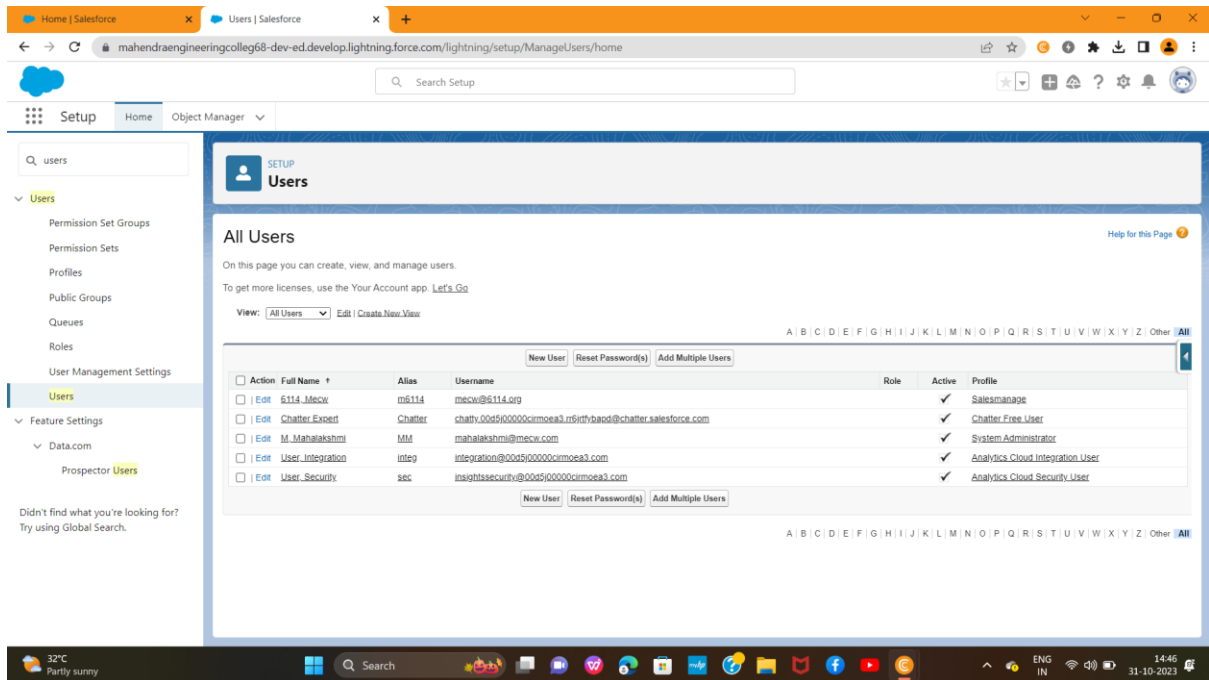 Home | Salesforce
Users | Salesforce
mahendraengineeringcolleg68-dev-ed.develop.lightning.force.com/lightning/setup/ManageUsers/home
Search Setup
Setup Home Object Manager
users
Users
Permission Set Groups
Permission Sets
Profiles
Public Groups
Queues
Roles
User Management Settings
Users
Feature Settings
Data.com
Prospector Users
Didn't find what you're looking for?
Try using Global Search.
SETUP
Users
All Users
Help for this Page
On this page you can create, view, and manage users.
To get more licenses, use the Your Account app. Let's Go
View: All Users Edit | Create New View
A | B | C | D | E | F | G | H | I | J | K | L | M | N | O | P | Q | R | S | T | U | V | W | X | Y | Z | Other All
New User Reset Password(s) Add Multiple Users
Action Full Name ↑ Alias Username Role Active Profile
| Edit 6114, Mecw m6114 mecw@6114.org ✓ Salesmanage
| Edit Chatter Expert Chatter ✓ Chatter Free User
| Edit M, Mahalakshmi MM mahalakshmi@mecw.com ✓ System Administrator
| Edit User, Integration integ integration@00d5j00000cirmoea3.com ✓ Analytics Cloud Integration User
| Edit User, Security sec insightssecurity@00d5j00000cirmoea3.com ✓ Analytics Cloud Security User
New User Reset Password(s) Add Multiple Users
A | B | C | D | E | F | G | H | I | J | K | L | M | N | O | P | Q | R | S | T | U | V | W | X | Y | Z | Other All
32°C
Partly sunny
Search
ENG
IN
14:46
31-10-2023